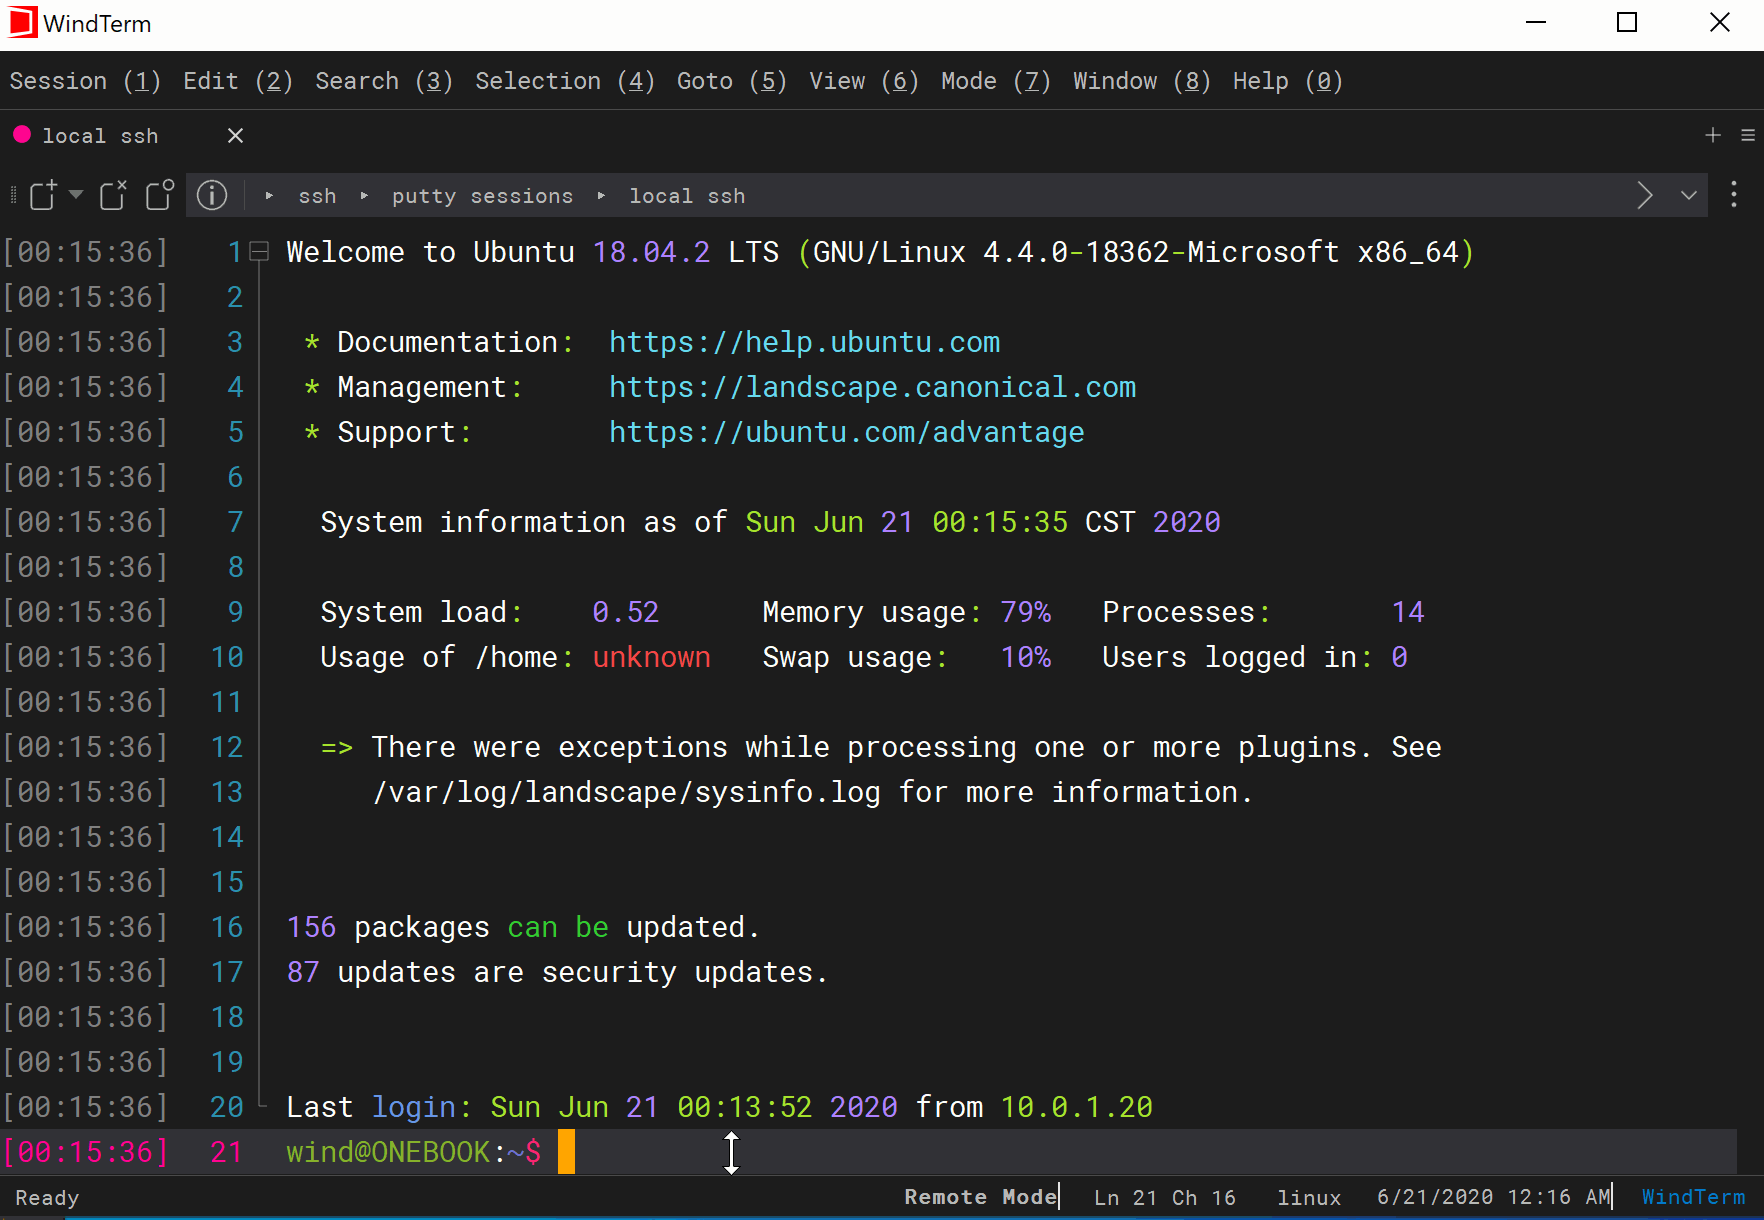 WindTerm
Session (1) Edit (2) Search (3) Selection (4) Goto (5) View (6) Mode (7) Window (8) Help (0)
local ssh
ssh putty sessions local ssh
[00:15:36] 1 Welcome to Ubuntu 18.04.2 LTS (GNU/Linux 4.4.0-18362-Microsoft x86_64)
[00:15:36] 2
[00:15:36] 3 * Documentation: https://help.ubuntu.com
[00:15:36] 4 * Management: https://landscape.canonical.com
[00:15:36] 5 * Support: https://ubuntu.com/advantage
[00:15:36] 6
[00:15:36] 7 System information as of Sun Jun 21 00:15:35 CST 2020
[00:15:36] 8
[00:15:36] 9 System load: 0.52 Memory usage: 79% Processes: 14
[00:15:36] 10 Usage of /home: unknown Swap usage: 10% Users logged in: 0
[00:15:36] 11
[00:15:36] 12 => There were exceptions while processing one or more plugins. See
[00:15:36] 13 /var/log/landscape/sysinfo.log for more information.
[00:15:36] 14
[00:15:36] 15
[00:15:36] 16 156 packages can be updated.
[00:15:36] 17 87 updates are security updates.
[00:15:36] 18
[00:15:36] 19
[00:15:36] 20 Last login: Sun Jun 21 00:13:52 2020 from 10.0.1.20
[00:15:36] 21 wind@ONEBOOK:~$
Ready Remote Mode Ln 21 Ch 16 linux 6/21/2020 12:16 AM WindTerm